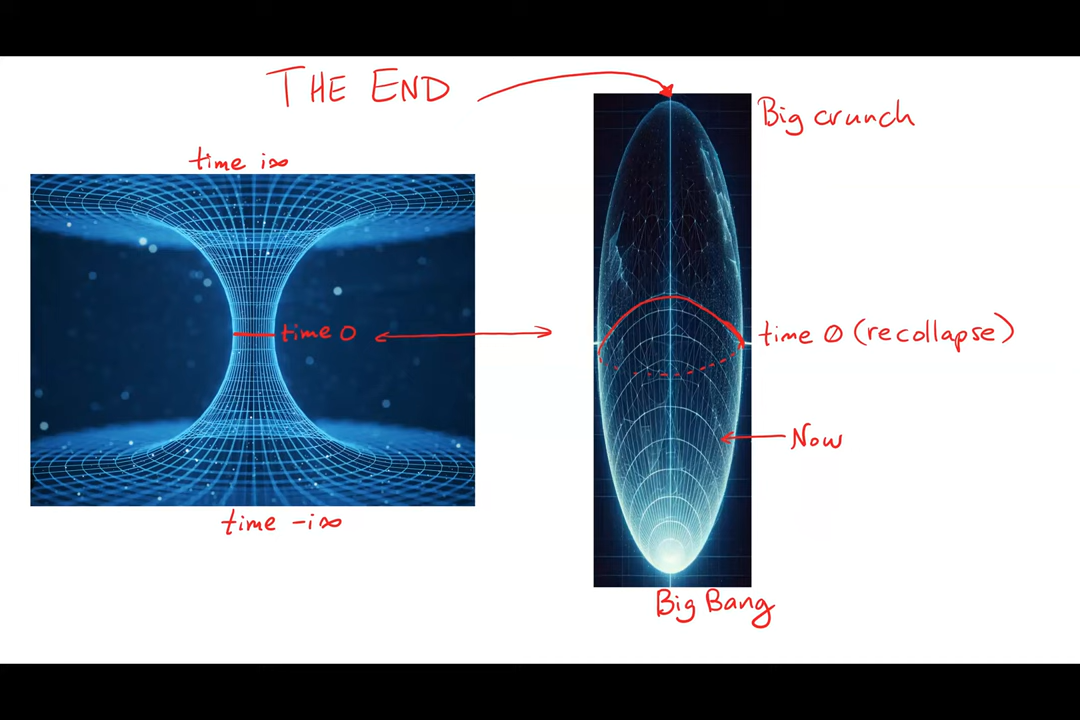 THE END
Big crunch
time i∞
time 0
time 0 (recollapse)
Now
time -i∞
Big Bang